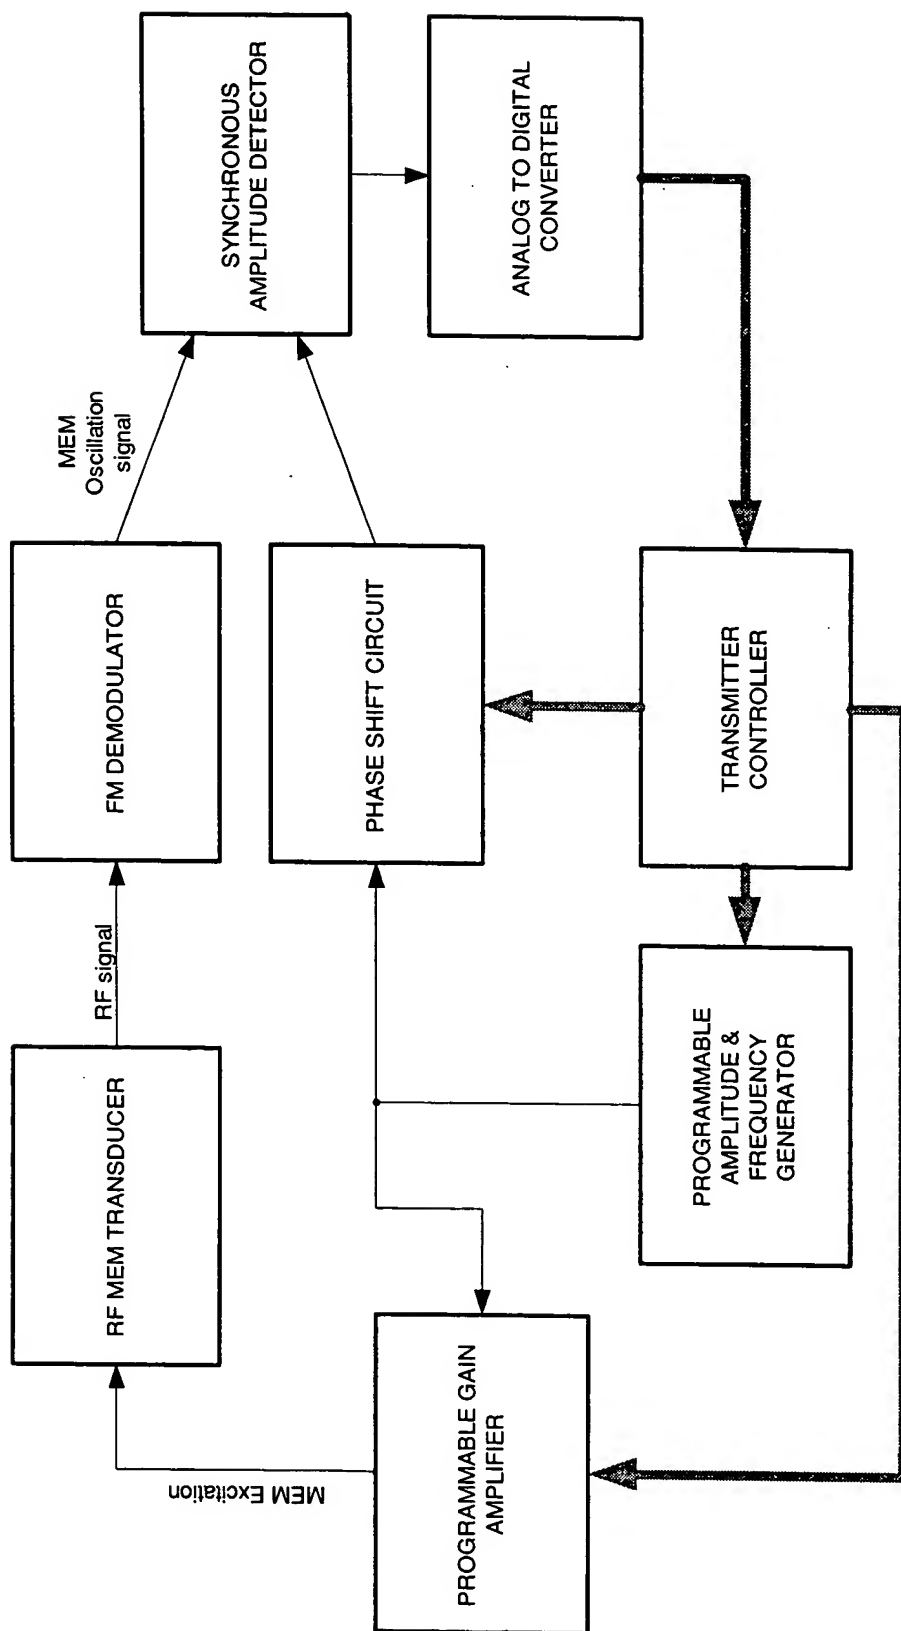 RF MEM TRANSDUCER
RF signal
FM DEMODULATOR
MEM
Oscillation
signal
SYNCHRONOUS
AMPLITUDE DETECTOR
MEM Excitation
PROGRAMMABLE GAIN
AMPLIFIER
PHASE SHIFT CIRCUIT
ANALOG TO DIGITAL
CONVERTER
PROGRAMMABLE
AMPLITUDE &
FREQUENCY
GENERATOR
TRANSMITTER
CONTROLLER